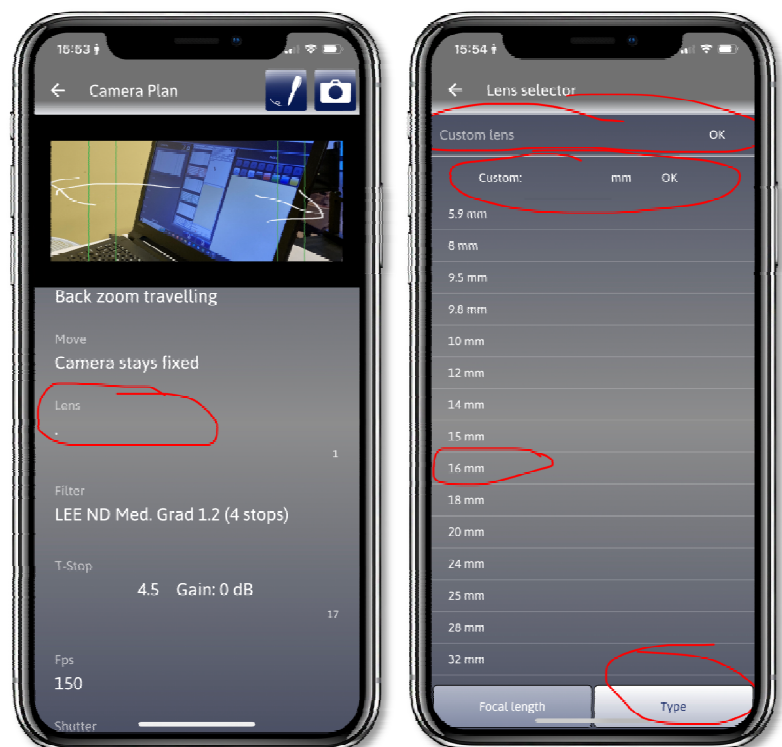 15:53
Camera Plan
Back zoom travelling
Move
Camera stays fixed
Lens
.
1
Filter
LEE ND Med. Grad 1.2 (4 stops)
T-Stop
4.5 Gain: 0 dB
17
Fps
150
Shutter
15:54
Lens selector
Custom lens OK
Custom: mm OK
5.9 mm
8 mm
9.5 mm
9.8 mm
10 mm
12 mm
14 mm
15 mm
16 mm
18 mm
20 mm
24 mm
25 mm
28 mm
32 mm
Focal length Type